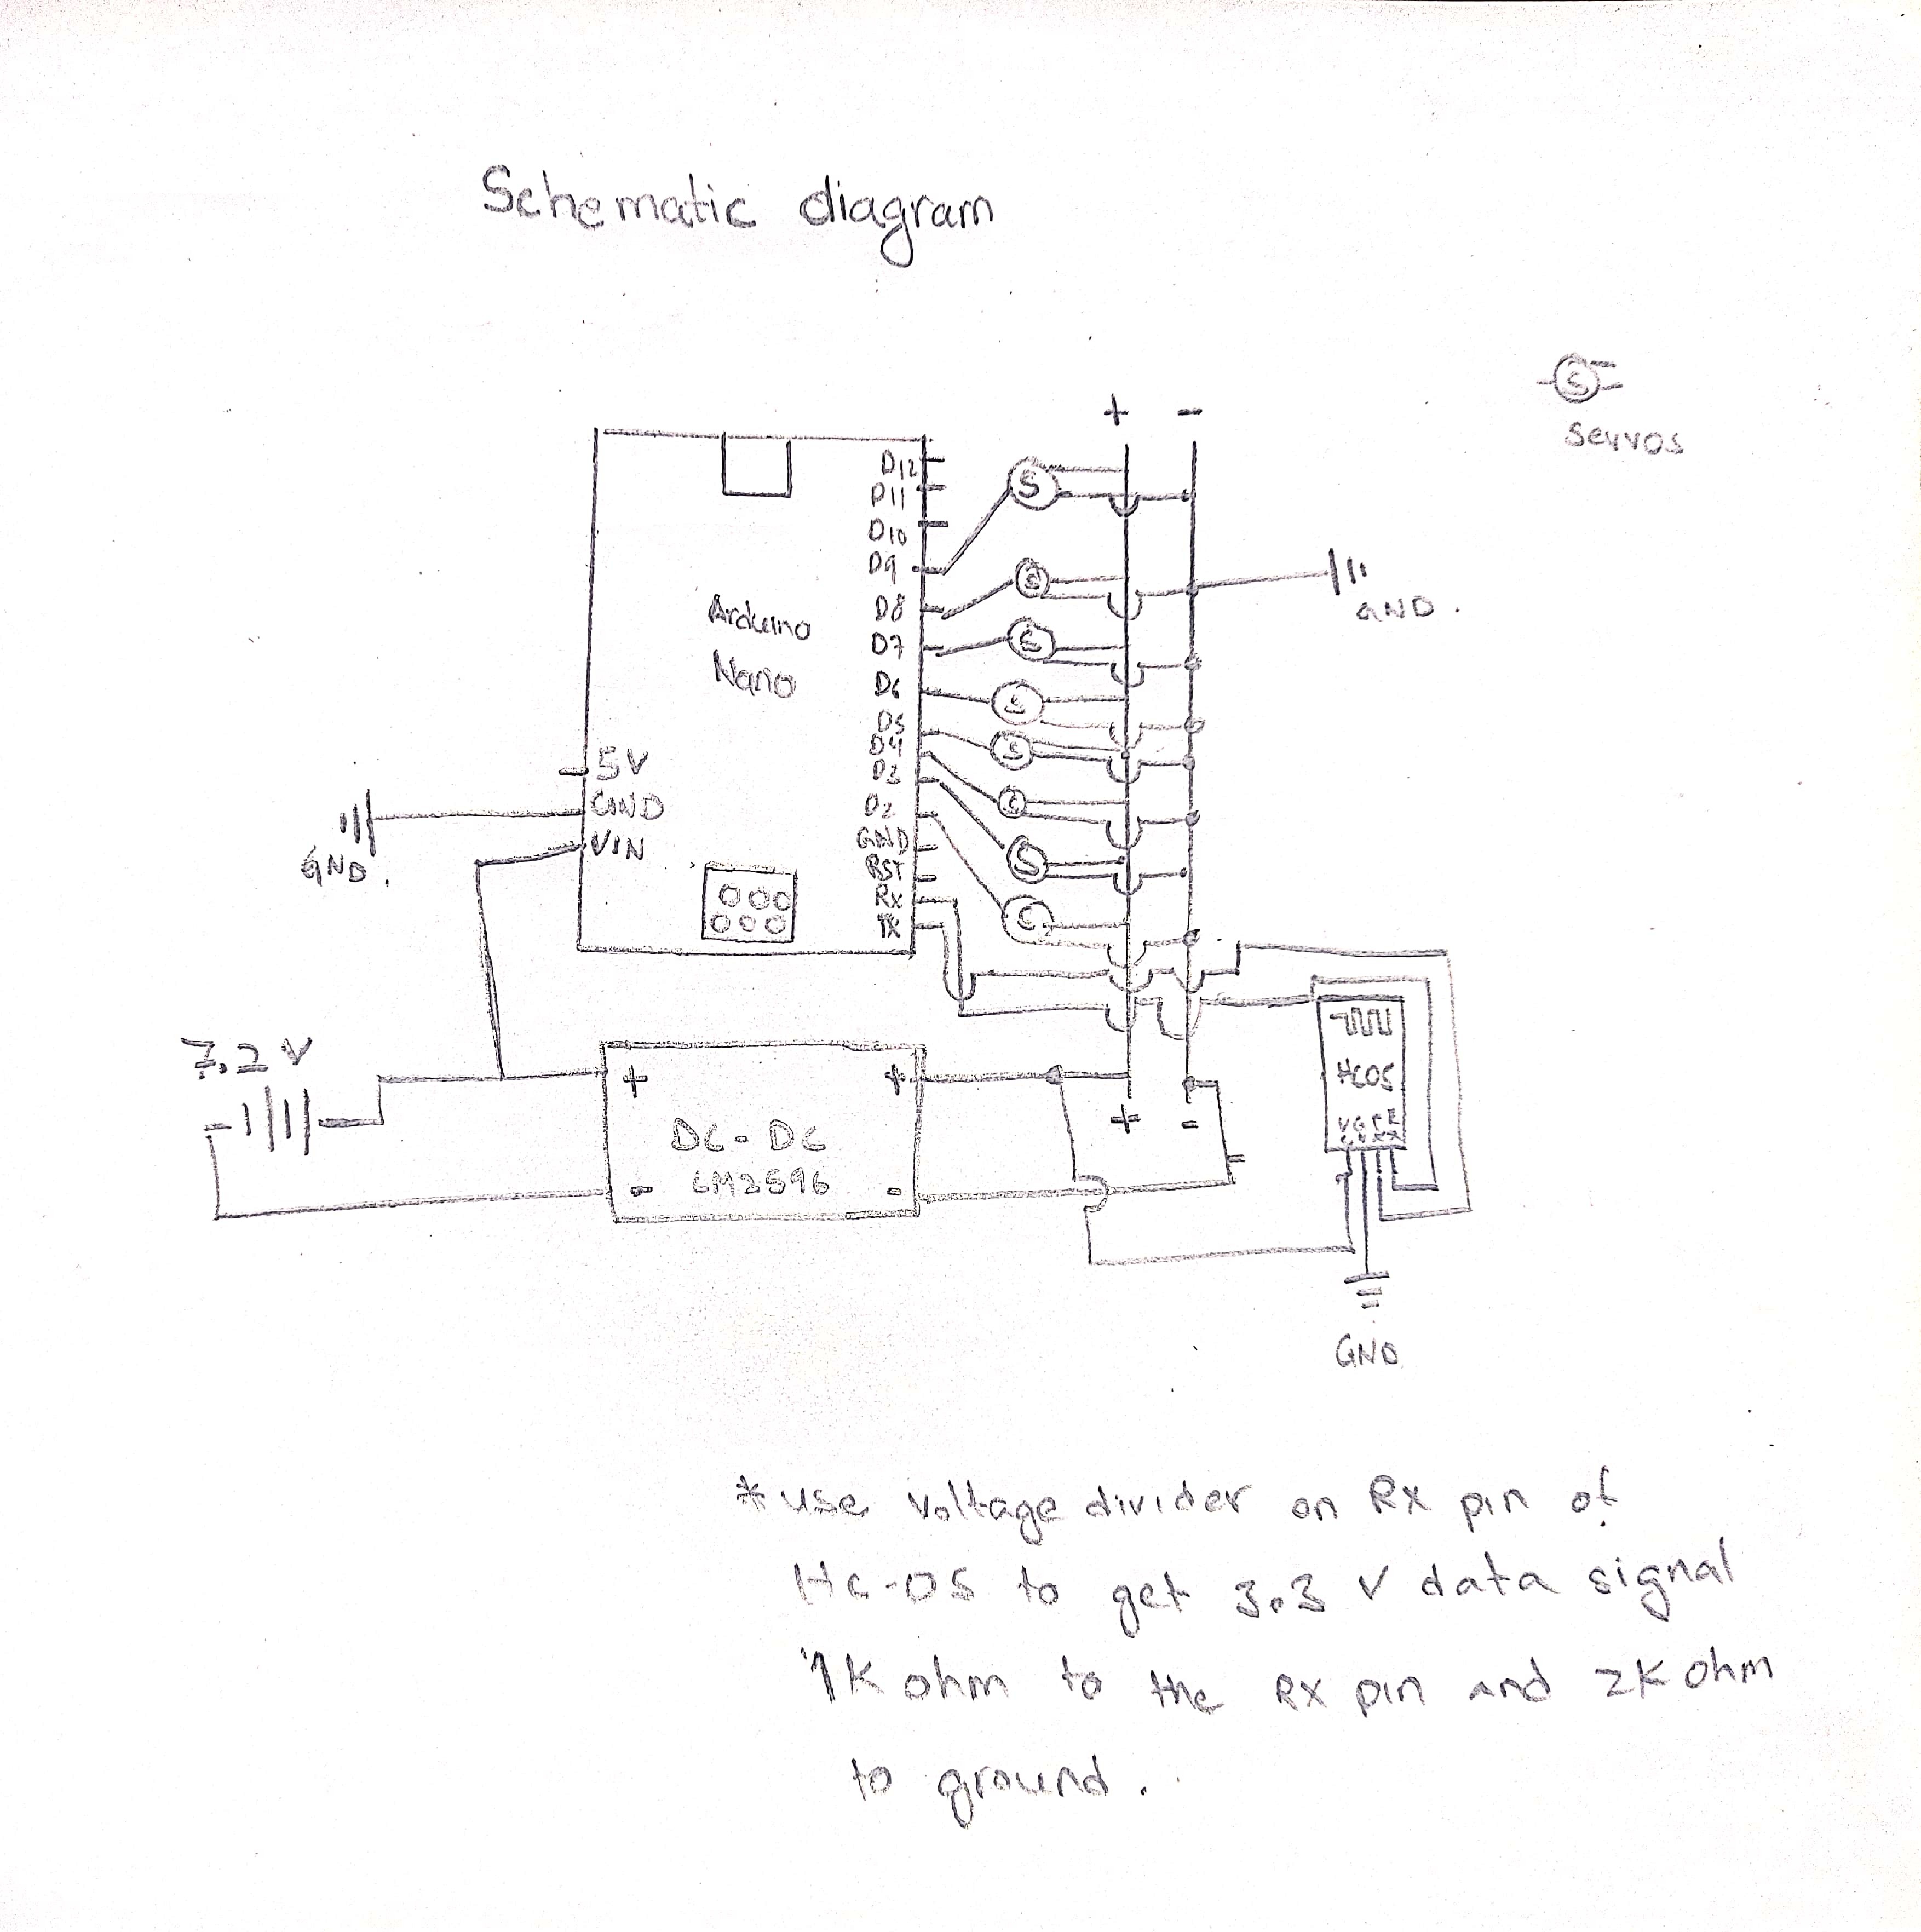 Schematic diagram
servos
+ -
D12
D11
D10
D9
S
D8
S
D7
S
D6
S
D5
S
D4
D3
D2
S
GND
RST
Rx
Tx
Arduino
Nano
5V
GND
VIN
GND.
GND.
7.2 V
- +
+ +
DC-DC
LM2596
- -
+ -
HC05
GND
*use voltage divider on Rx pin of
HC-05 to get 3.3 V data signal
1K ohm to the Rx pin and 2K ohm
to ground.